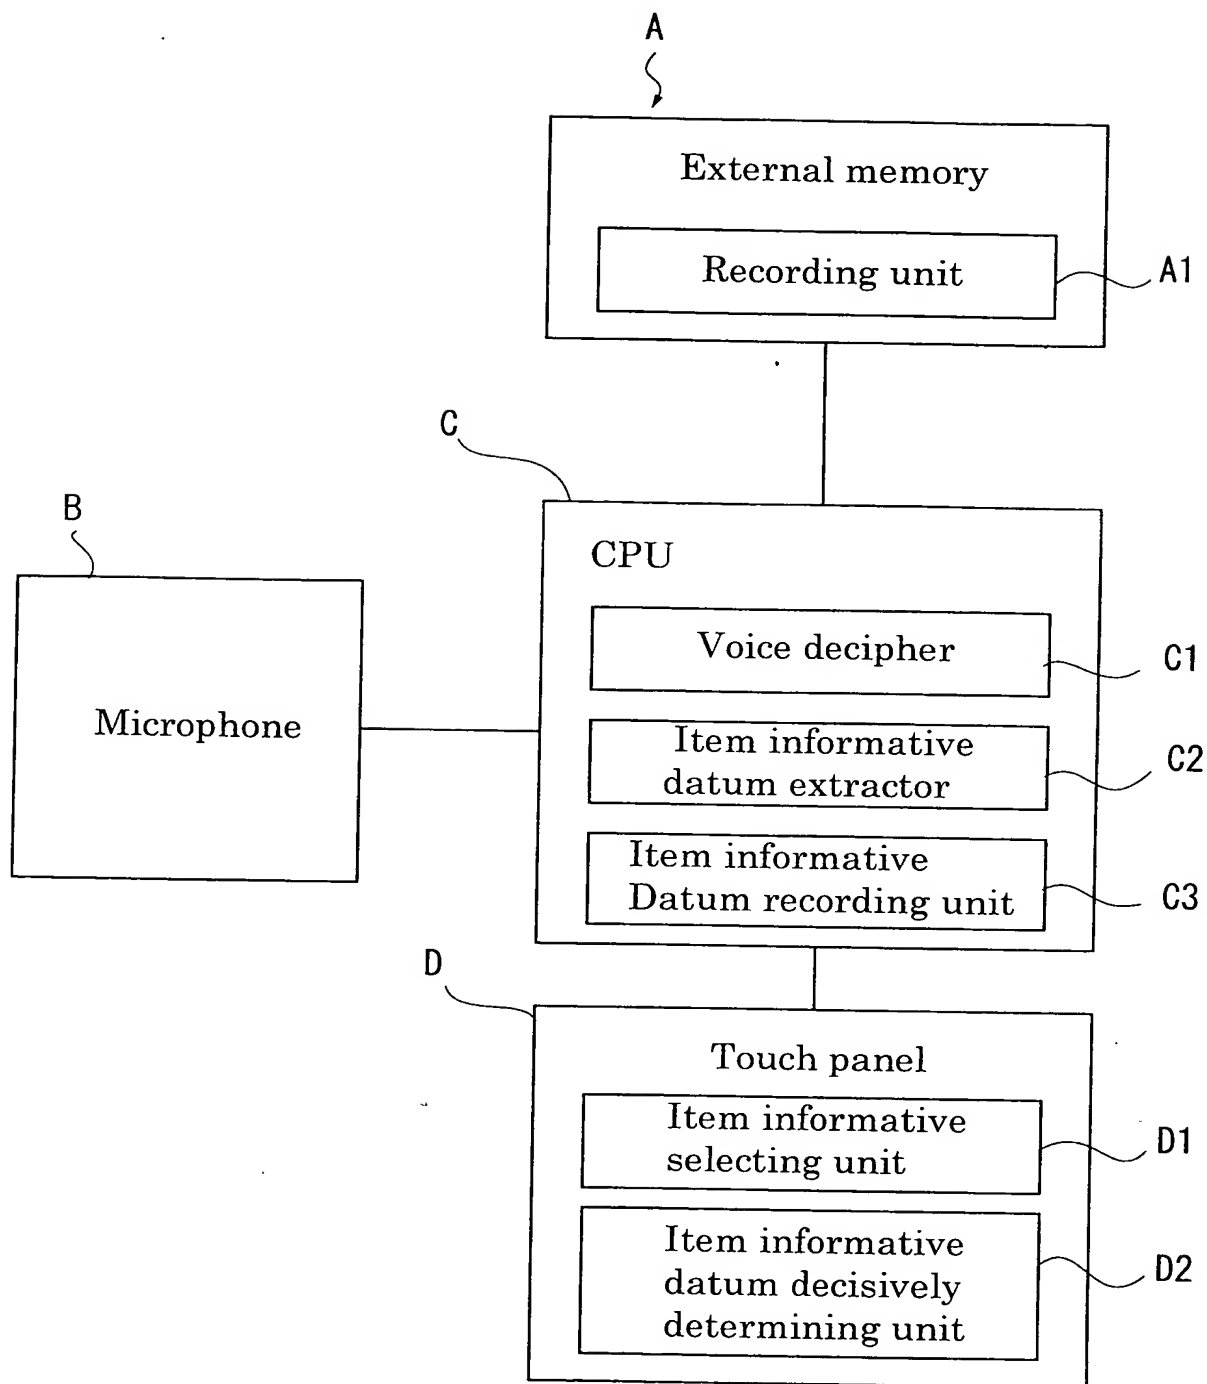 A
External memory
Recording unit
A1
C
B
CPU
Microphone
Voice decipher
C1
Item informative
datum extractor
C2
Item informative
Datum recording unit
C3
D
Touch panel
Item informative
selecting unit
D1
Item informative
datum decisively
determining unit
D2